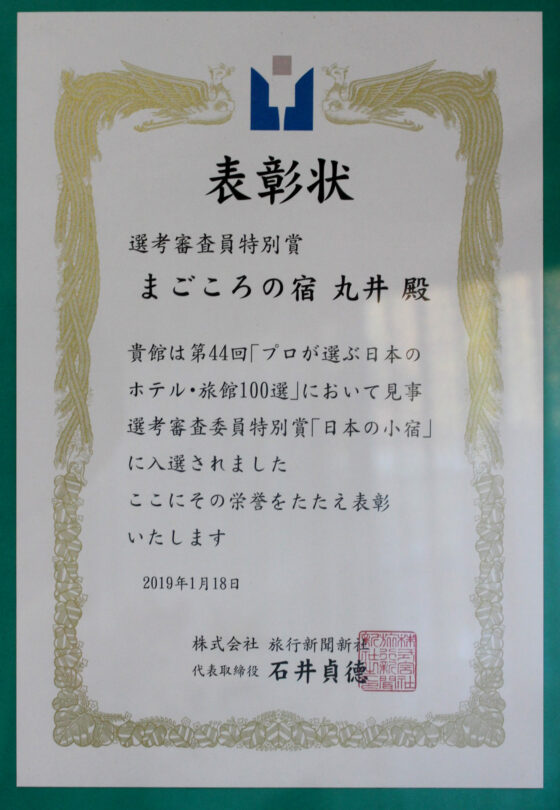 表彰状
選考審査員特別賞
まごころの宿 丸井 殿
貴館は第44回「プロが選ぶ日本の
ホテル・旅館100選」において見事
選考審査委員特別賞「日本の小宿」
に入選されました
ここにその栄誉をたたえ表彰
いたします
2019年1月18日
株式会社 旅行新聞新社
代表取締役 石井貞德